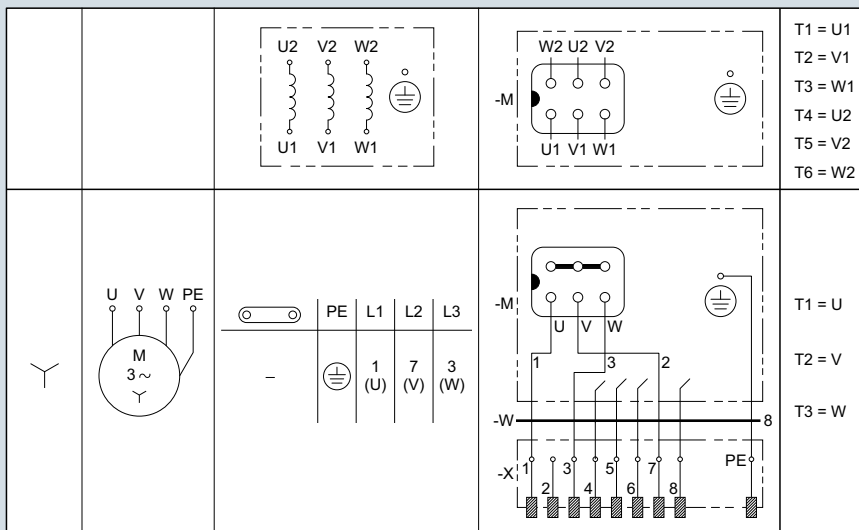 U2 V2 W2
U1 V1 W1
W2 U2 V2
-M
U1 V1 W1
T1 = U1
T2 = V1
T3 = W1
T4 = U2
T5 = V2
T6 = W2
U V W PE
M
3 ~
PE L1 L2 L3
– 1 7 3
(U) (V) (W)
-M
U V W
1 3 2
-W 8
-X 1 3 5 7 PE
2 4 6 8
T1 = U
T2 = V
T3 = W